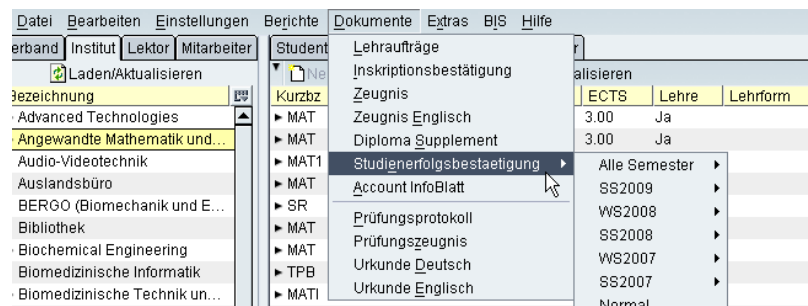 Datei Bearbeiten Einstellungen Berichte Dokumente Extras BIS Hilfe
erband Institut Lektor Mitarbeiter
Laden/Aktualisieren
Bezeichnung
Advanced Technologies
Angewandte Mathematik und...
Audio-Videotechnik
Auslandsbüro
BERGO (Biomechanik und E...
Bibliothek
Biochemical Engineering
Biomedizinische Informatik
Biomedizinische Technik un...
Student r
Ne alisieren
Kurzbz ECTS Lehre Lehrform
MAT 3.00 Ja
MAT 3.00 Ja
MAT1
MAT
SR
MAT
MAT
TPB
MATI
Lehraufträge
Inskriptionsbestätigung
Zeugnis
Zeugnis Englisch
Diploma Supplement
Studienerfolgsbestaetigung
Account InfoBlatt
Prüfungsprotokoll
Prüfungszeugnis
Urkunde Deutsch
Urkunde Englisch
Alle Semester
SS2009
WS2008
SS2008
WS2007
SS2007
Normal